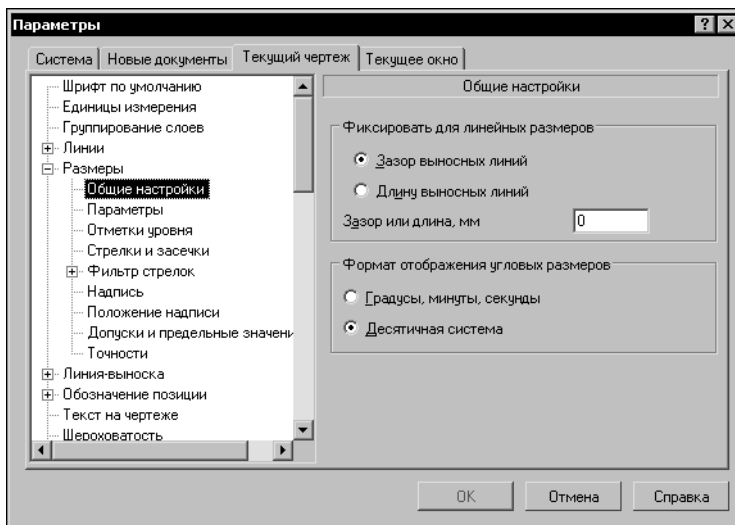 Параметры
Система
Новые документы
Текущий чертеж
Текущее окно
Шрифт по умолчанию
Единицы измерения
Группирование слоев
Линии
Размеры
Общие настройки
Параметры
Отметки уровня
Стрелки и засечки
Фильтр стрелок
Надпись
Положение надписи
Допуски и предельные значени
Точности
Линия-выноска
Обозначение позиции
Текст на чертеже
Шероховатость
Общие настройки
Фиксировать для линейных размеров
Зазор выносных линий
Длину выносных линий
Зазор или длина, мм 0
Формат отображения угловых размеров
Градусы, минуты, секунды
Десятичная система
OK
Отмена
Справка